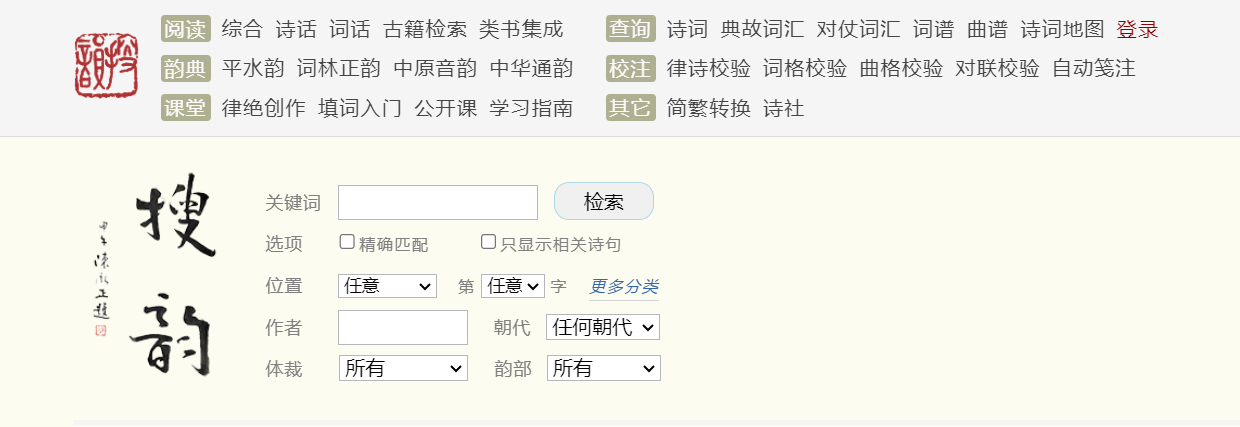 阅读 综合 诗话 词话 古籍检索 类书集成 查询 诗词 典故词汇 对仗词汇 词谱 曲谱 诗词地图 登录
韵典 平水韵 词林正韵 中原音韵 中华通韵 校注 律诗校验 词格校验 曲格校验 对联校验 自动笺注
课堂 律绝创作 填词入门 公开课 学习指南 其它 简繁转换 诗社
搜韵
关键词 检索
选项 精确匹配 只显示相关诗句
位置 任意 第 任意 字 更多分类
作者 朝代 任何朝代
体裁 所有 韵部 所有